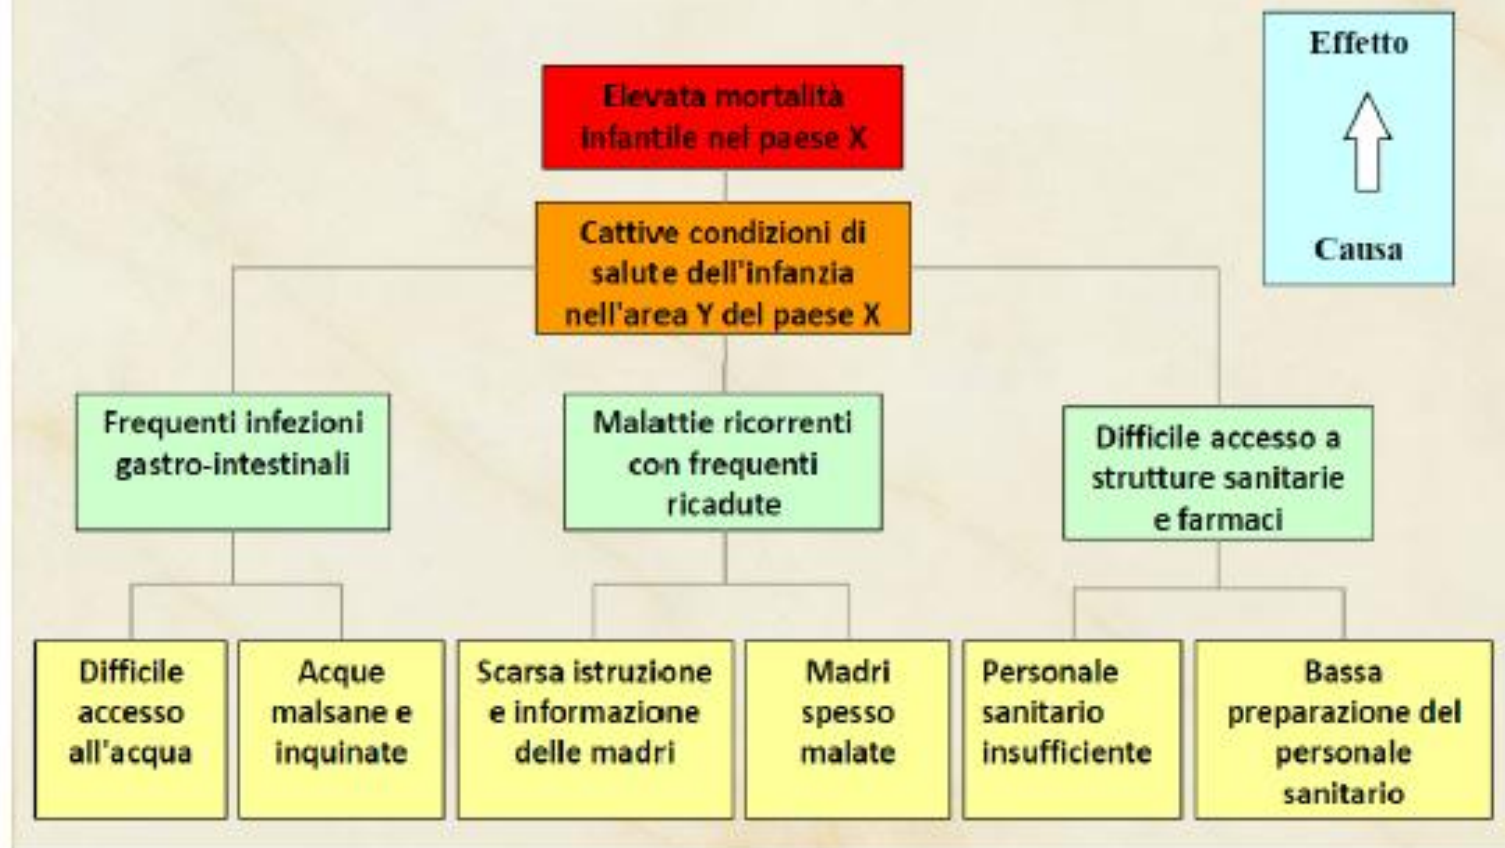 Effetto
Causa
Elevata mortalità
infantile nel paese X
Cattive condizioni di
salute dell'infanzia
nell'area Y del paese X
Frequenti infezioni
gastro-intestinali
Malattie ricorrenti
con frequenti
ricadute
Difficile accesso a
strutture sanitarie
e farmaci
Difficile
accesso
all'acqua
Acque
malsane e
inquinate
Scarsa istruzione
e informazione
delle madri
Madri
spesso
malate
Personale
sanitario
insufficiente
Bassa
preparazione del
personale
sanitario